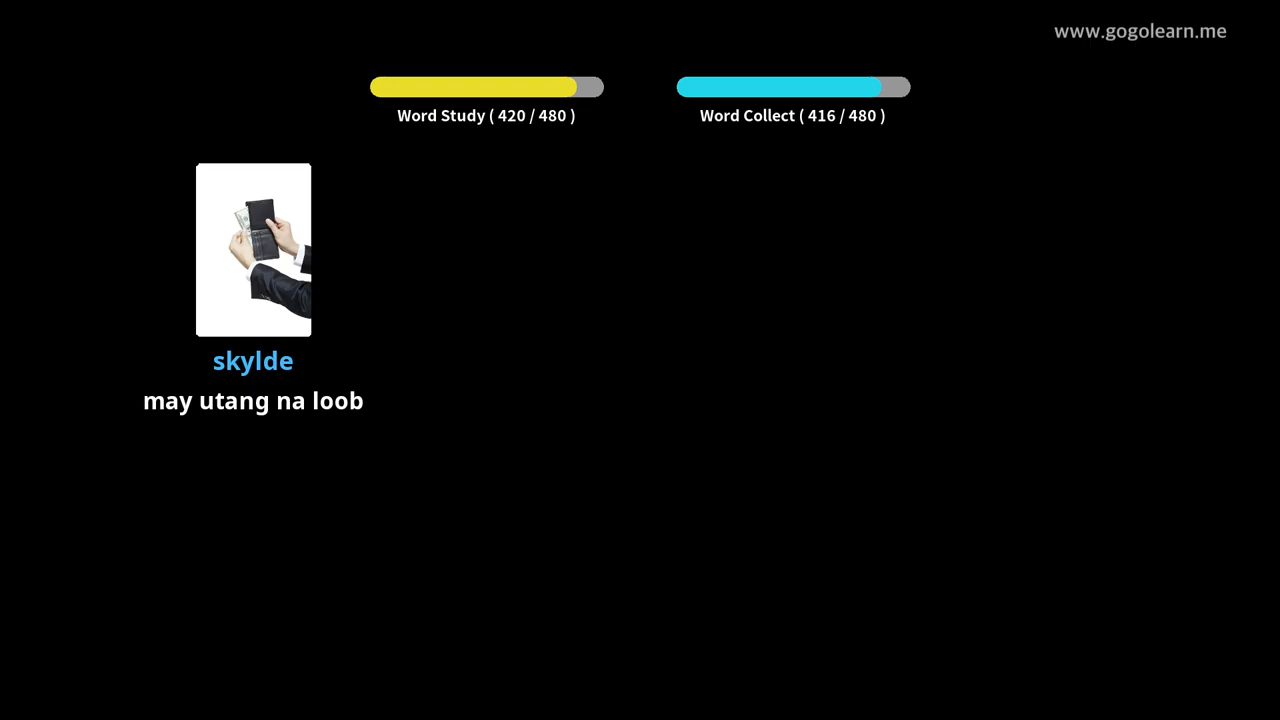 www.gogolearn.me
Word Study ( 420 / 480 )
Word Collect ( 416 / 480 )
skylde
may utang na loob